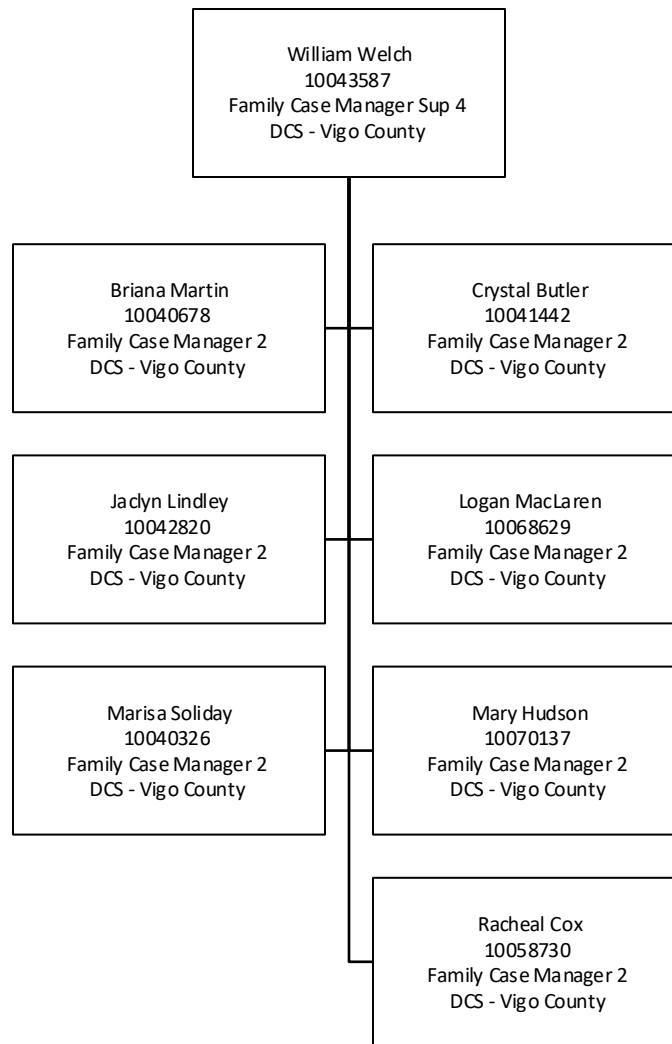 William Welch
10043587
Family Case Manager Sup 4
DCS - Vigo County
Briana Martin
10040678
Family Case Manager 2
DCS - Vigo County
Crystal Butler
10041442
Family Case Manager 2
DCS - Vigo County
Jaclyn Lindley
10042820
Family Case Manager 2
DCS - Vigo County
Logan MacLaren
10068629
Family Case Manager 2
DCS - Vigo County
Marisa Soliday
10040326
Family Case Manager 2
DCS - Vigo County
Mary Hudson
10070137
Family Case Manager 2
DCS - Vigo County
Racheal Cox
10058730
Family Case Manager 2
DCS - Vigo County